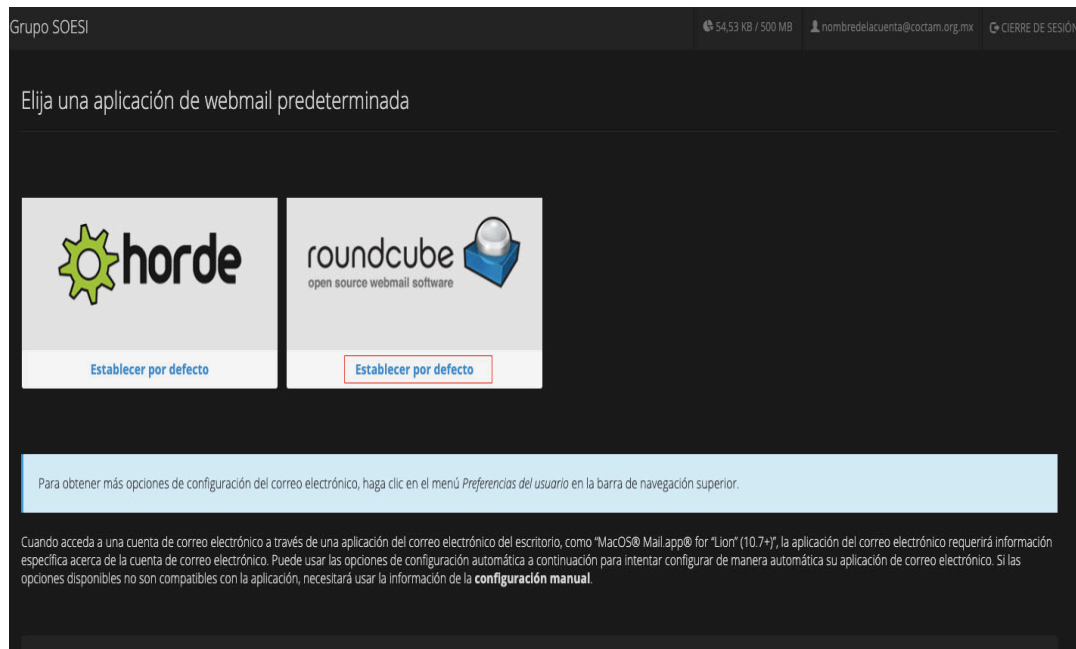 Grupo SOESI
54,53 KB / 500 MB
nombredelacuenta@coctam.org.mx
CIERRE DE SESIÓN
Elija una aplicación de webmail predeterminada
horde
roundcube
open source webmail software
Establecer por defecto
Establecer por defecto
Para obtener más opciones de configuración del correo electrónico, haga clic en el menú Preferencias del usuario en la barra de navegación superior.
Cuando acceda a una cuenta de correo electrónico a través de una aplicación del correo electrónico del escritorio, como “MacOS® Mail.app® for “Lion” (10.7+)”, la aplicación del correo electrónico requerirá información
específica acerca de la cuenta de correo electrónico. Puede usar las opciones de configuración automática a continuación para intentar configurar de manera automática su aplicación de correo electrónico. Si las
opciones disponibles no son compatibles con la aplicación, necesitará usar la información de la configuración manual.